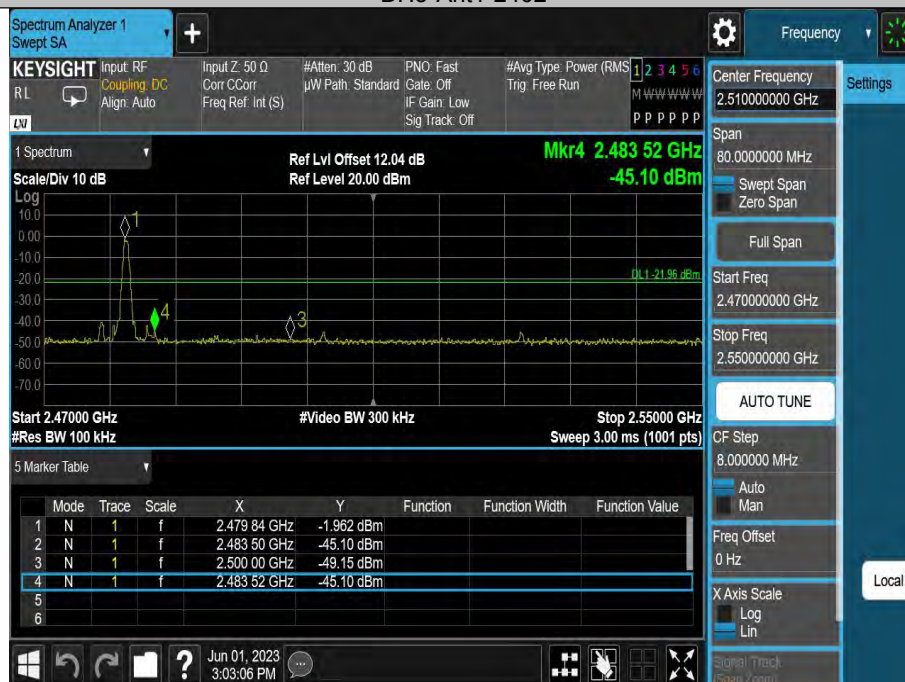 Spectrum Analyzer 1
Swept SA
Frequency
KEYSIGHT
RL
LXI
Input: RF
Coupling: DC
Align: Auto
Input Z: 50 Ω
Corr CCorr
Freq Ref: Int (S)
#Atten: 30 dB
µW Path: Standard
PNO: Fast
Gate: Off
IF Gain: Low
Sig Track: Off
#Avg Type: Power (RMS
Trig: Free Run
1 2 3 4 5 6
M W W W W W
P P P P P P
1 Spectrum
Scale/Div 10 dB
Ref Lvl Offset 12.04 dB
Ref Level 20.00 dBm
Mkr4 2.483 52 GHz
-45.10 dBm
Log
10.0
0.00
-10.0
-20.0
-30.0
-40.0
-50.0
-60.0
-70.0
1
4
3
DL1 -21.96 dBm
Start 2.47000 GHz
#Video BW 300 kHz
Stop 2.55000 GHz
#Res BW 100 kHz
Sweep 3.00 ms (1001 pts)
5 Marker Table
Mode Trace Scale X Y Function Function Width Function Value
1 N 1 f 2.479 84 GHz -1.962 dBm
2 N 1 f 2.483 50 GHz -45.10 dBm
3 N 1 f 2.500 00 GHz -49.15 dBm
4 N 1 f 2.483 52 GHz -45.10 dBm
5
6
Jun 01, 2023
3:03:06 PM
Center Frequency
2.510000000 GHz
Settings
Span
80.0000000 MHz
Swept Span
Zero Span
Full Span
Start Freq
2.470000000 GHz
Stop Freq
2.550000000 GHz
AUTO TUNE
CF Step
8.000000 MHz
Auto
Man
Freq Offset
0 Hz
Local
X Axis Scale
Log
Lin
Signal Track
(Span Zoom)